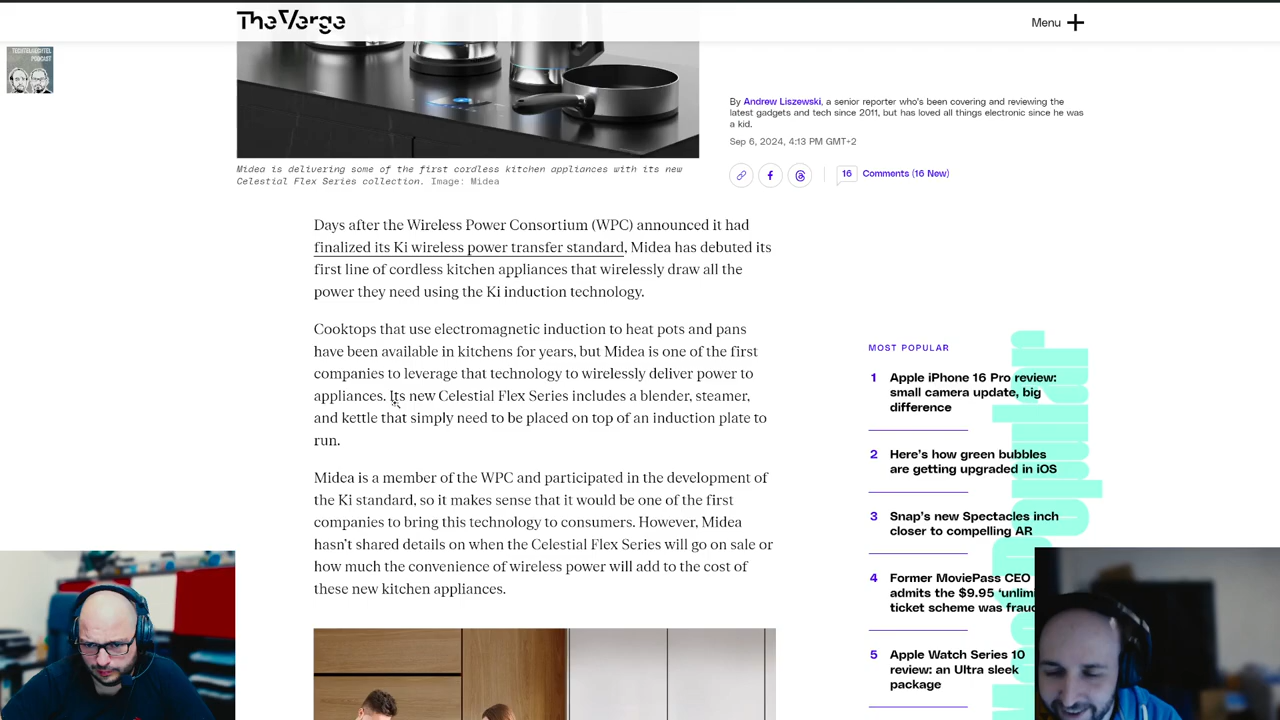 The Verge
Menu
TECHTELMECHTEL
PODCAST
By Andrew Liszewski, a senior reporter who's been covering and reviewing the
latest gadgets and tech since 2011, but has loved all things electronic since he was
a kid.
Sep 6, 2024, 4:13 PM GMT+2
16
Comments (16 New)
Midea is delivering some of the first cordless kitchen appliances with its new
Celestial Flex Series collection. Image: Midea
Days after the Wireless Power Consortium (WPC) announced it had
finalized its Ki wireless power transfer standard, Midea has debuted its
first line of cordless kitchen appliances that wirelessly draw all the
power they need using the Ki induction technology.
Cooktops that use electromagnetic induction to heat pots and pans
have been available in kitchens for years, but Midea is one of the first
companies to leverage that technology to wirelessly deliver power to
appliances. Its new Celestial Flex Series includes a blender, steamer,
and kettle that simply need to be placed on top of an induction plate to
run.
Midea is a member of the WPC and participated in the development of
the Ki standard, so it makes sense that it would be one of the first
companies to bring this technology to consumers. However, Midea
hasn't shared details on when the Celestial Flex Series will go on sale or
how much the convenience of wireless power will add to the cost of
these new kitchen appliances.
MOST POPULAR
1
Apple iPhone 16 Pro review:
small camera update, big
difference
2
Here's how green bubbles
are getting upgraded in iOS
3
Snap's new Spectacles inch
closer to compelling AR
4
Former MoviePass CEO
admits the $9.95 'unlim
ticket scheme was frau
5
Apple Watch Series 10
review: an Ultra sleek
package